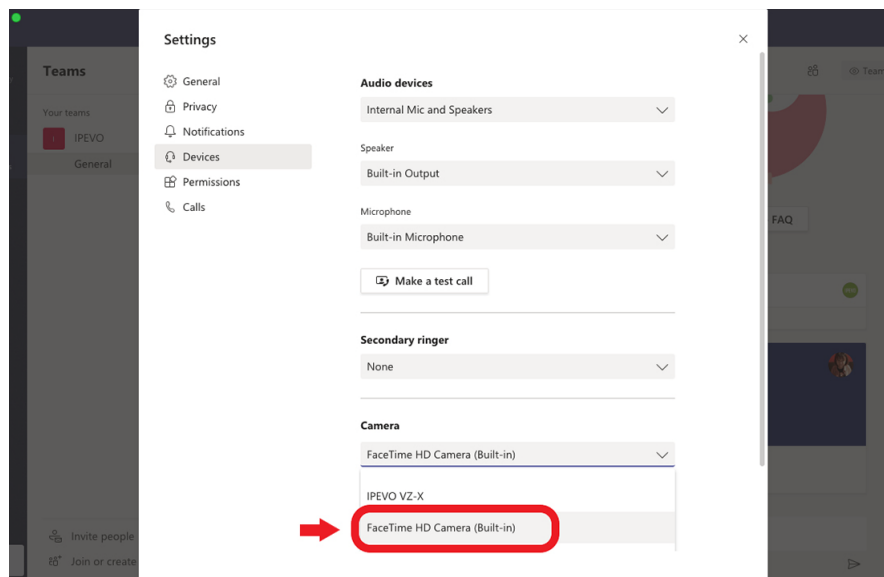 Settings
Teams
Your teams
IPEVO
General
Invite people
Join or create
General
Privacy
Notifications
Devices
Permissions
Calls
Audio devices
Internal Mic and Speakers
Speaker
Built-in Output
Microphone
Built-in Microphone
Make a test call
Secondary ringer
None
Camera
FaceTime HD Camera (Built-in)
IPEVO VZ-X
FaceTime HD Camera (Built-in)
Team
FAQ